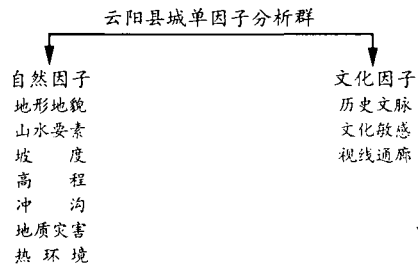 云阳县城单因子分析群
自然因子
地形地貌
山水要素
坡度
高程
冲沟
地质灾害
热环境
文化因子
历史文脉
文化敏感
视线通廊